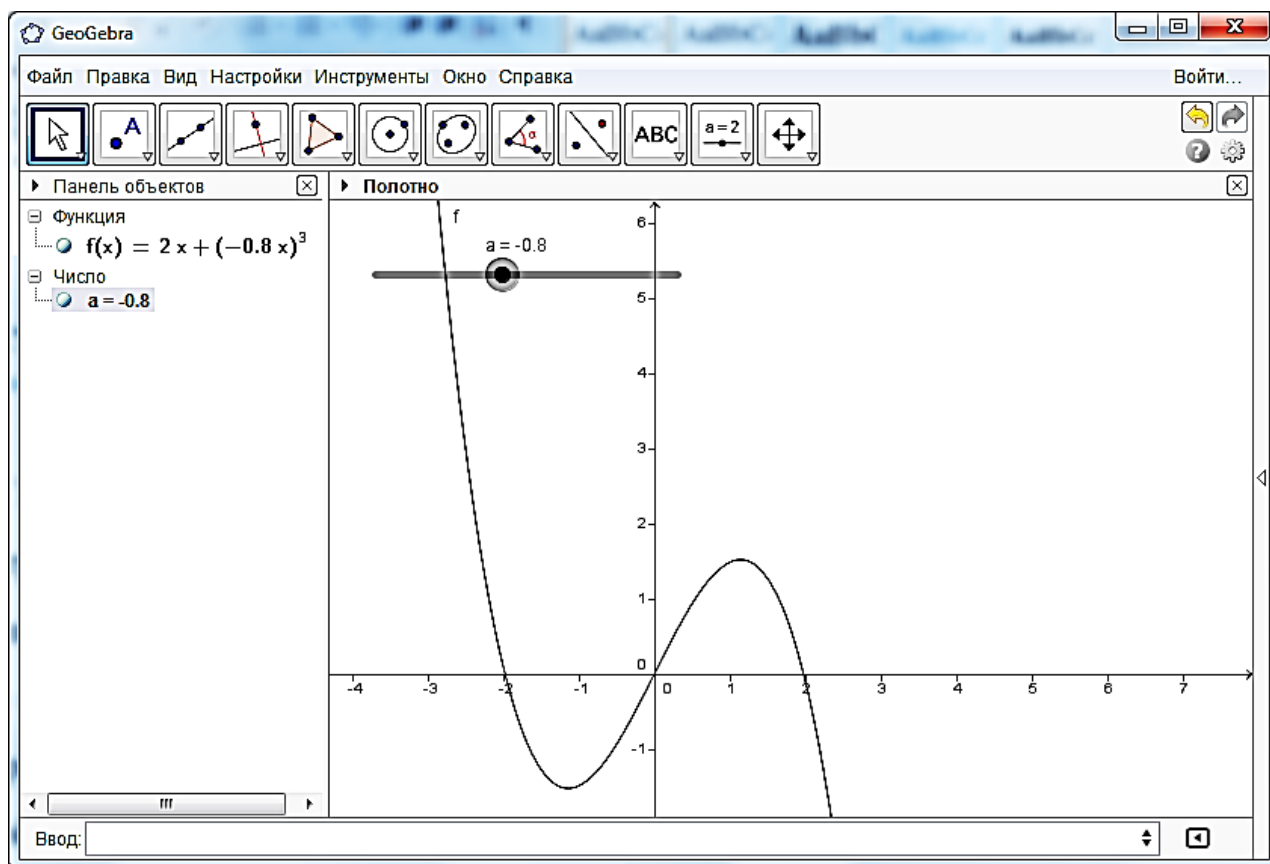 GeoGebra
Файл Правка Вид Настройки Инструменты Окно Справка Войти...
A
α
ABC
a=2
Панель объектов
Полотно
Функция
f(x) = 2 x + (−0.8 x)³
Число
a = -0.8
f
a = -0.8
6
5
4
3
2
1
0
-1
-4 -3 -2 -1 0 1 2 3 4 5 6 7
Ввод: